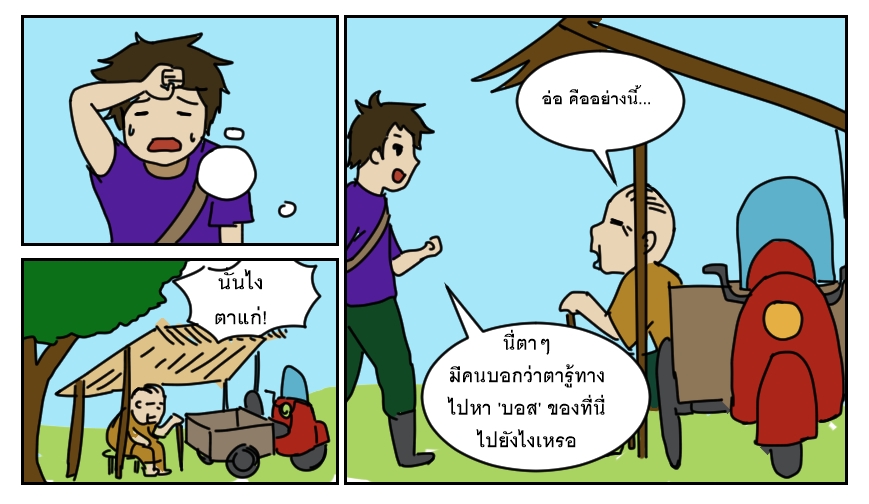 นั่นไง
ตาแก่!
นี่ตาๆ
มีคนบอกว่าตารู้ทาง
ไปหา 'บอส' ของที่นี่
ไปยังไงเหรอ
อ๋อ คืออย่างนี้...